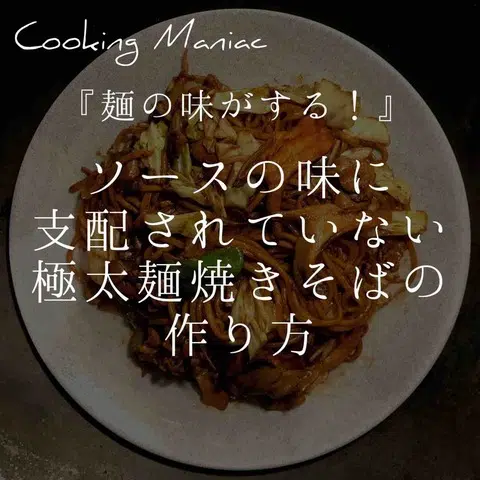 Cooking Maniac
『麺の味がする！』
ソースの味に
支配されていない
極太麺焼きそばの
作り方